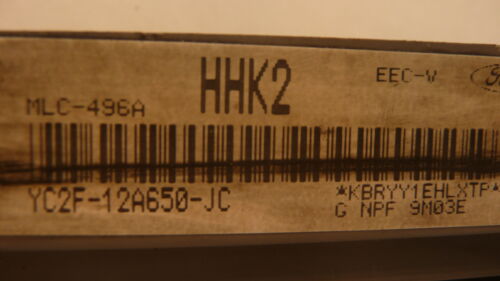 HHK2
EEC-V
MLC-496A
YC2F-12A650-JC
*KBRYY1EHLXTP*
G NPF 9M03E